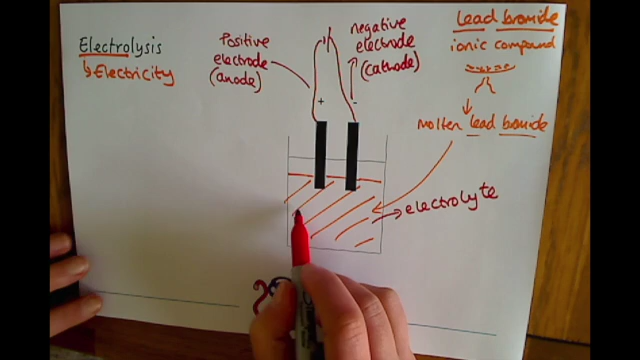 Electrolysis
↳Electricity
Positive
electrode
(anode)
negative
electrode
(cathode)
Lead bromide
ionic compound
Molten lead bromide
+
-
electrolyte